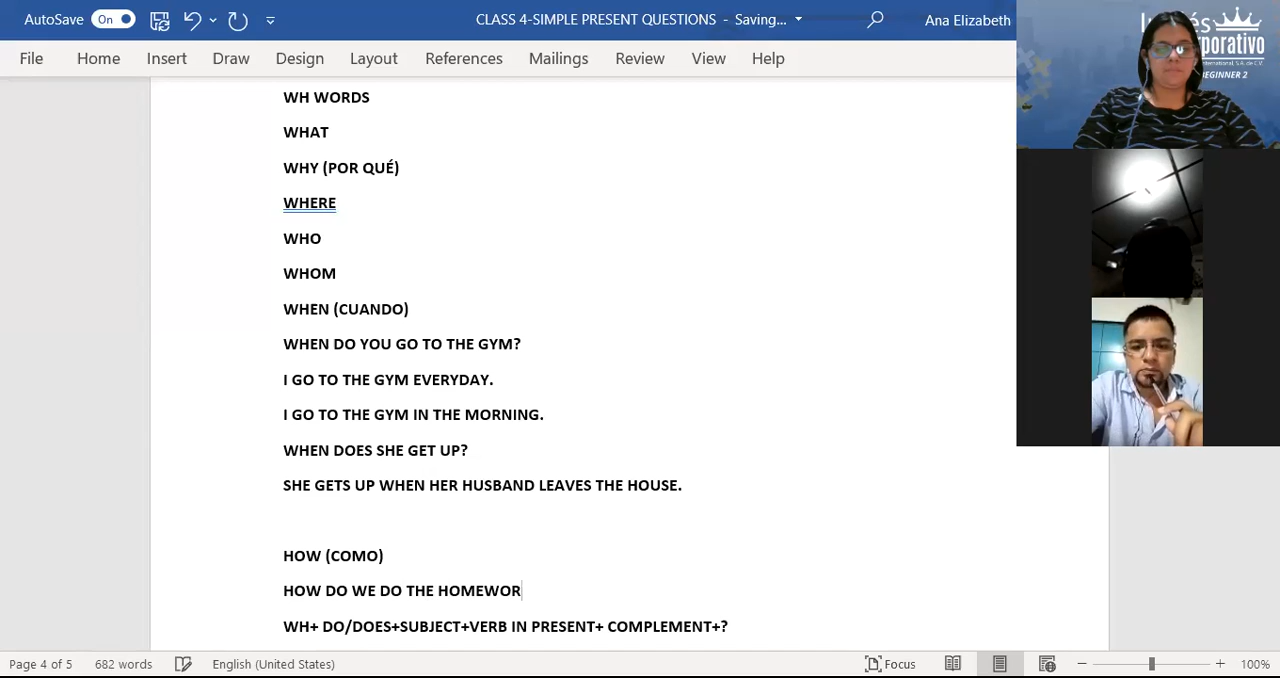 AutoSave On CLASS 4-SIMPLE PRESENT QUESTIONS - Saving... Ana Elizabeth
File Home Insert Draw Design Layout References Mailings Review View Help
BEGINNER 2
WH WORDS
WHAT
WHY (POR QUÉ)
WHERE
WHO
WHOM
WHEN (CUANDO)
WHEN DO YOU GO TO THE GYM?
I GO TO THE GYM EVERYDAY.
I GO TO THE GYM IN THE MORNING.
WHEN DOES SHE GET UP?
SHE GETS UP WHEN HER HUSBAND LEAVES THE HOUSE.
HOW (COMO)
HOW DO WE DO THE HOMEWOR
WH+ DO/DOES+SUBJECT+VERB IN PRESENT+ COMPLEMENT+?
Page 4 of 5 682 words English (United States) Focus 100%